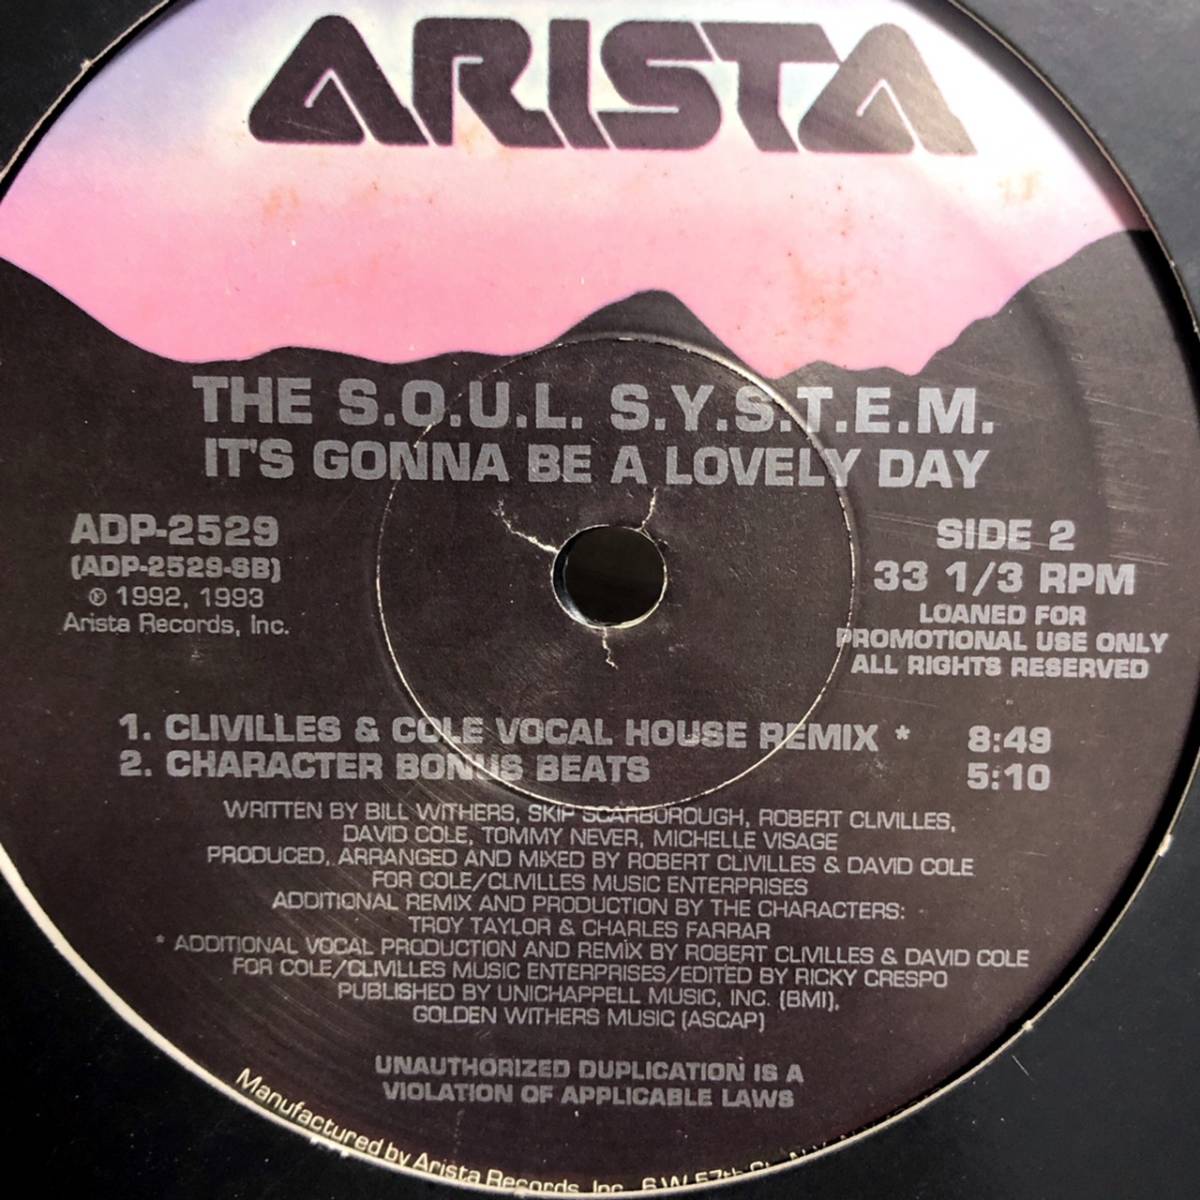 ARISTA
THE S.O.U.L. S.Y.S.T.E.M.
IT'S GONNA BE A LOVELY DAY
ADP-2529
(ADP-2529-SB)
℗ 1992, 1993
Arista Records, Inc.
SIDE 2
33 1/3 RPM
LOANED FOR
PROMOTIONAL USE ONLY
ALL RIGHTS RESERVED
1. CLIVILLES & COLE VOCAL HOUSE REMIX * 8:49
2. CHARACTER BONUS BEATS 5:10
WRITTEN BY BILL WITHERS, SKIP SCARBOROUGH, ROBERT CLIVILLES,
DAVID COLE, TOMMY NEVER, MICHELLE VISAGE
PRODUCED, ARRANGED AND MIXED BY ROBERT CLIVILLES & DAVID COLE
FOR COLE/CLIVILLES MUSIC ENTERPRISES
ADDITIONAL REMIX AND PRODUCTION BY THE CHARACTERS:
TROY TAYLOR & CHARLES FARRAR
* ADDITIONAL VOCAL PRODUCTION AND REMIX BY ROBERT CLIVILLES & DAVID COLE
FOR COLE/CLIVILLES MUSIC ENTERPRISES/EDITED BY RICKY CRESPO
PUBLISHED BY UNICHAPPELL MUSIC, INC. (BMI),
GOLDEN WITHERS MUSIC (ASCAP)
UNAUTHORIZED DUPLICATION IS A
VIOLATION OF APPLICABLE LAWS
Manufactured by Arista Records, Inc., 6 W. 57th St.